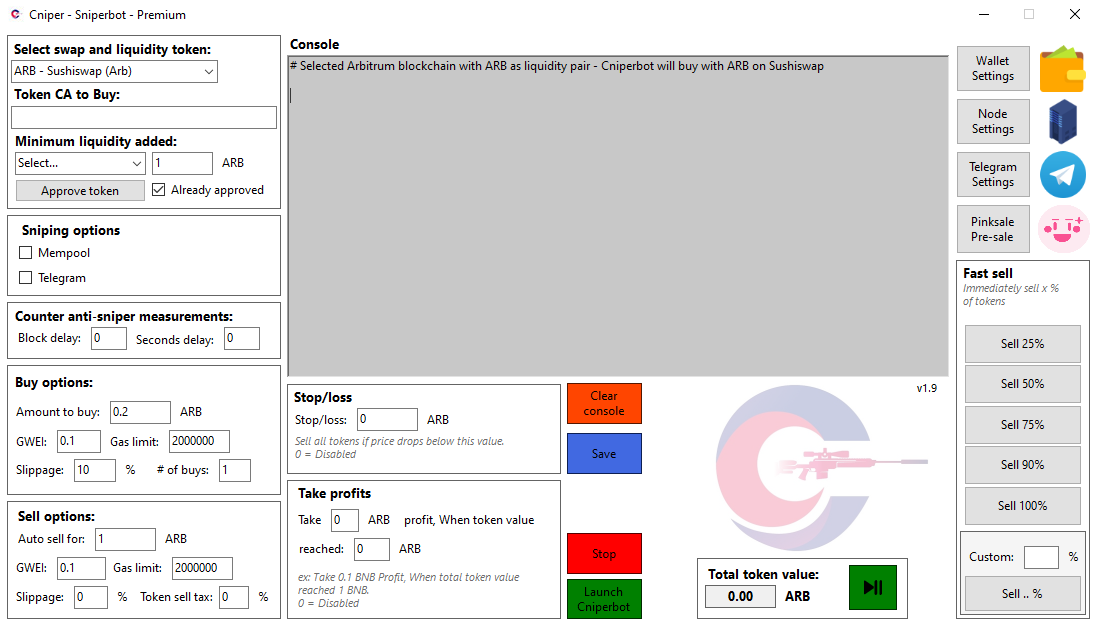 Cniper - Sniperbot - Premium
Select swap and liquidity token:
ARB - Sushiswap (Arb)
Token CA to Buy:
Minimum liquidity added:
Select...
1
ARB
Approve token
Already approved
Sniping options
Mempool
Telegram
Counter anti-sniper measurements:
Block delay: 0 Seconds delay: 0
Buy options:
Amount to buy: 0.2 ARB
GWEI: 0.1 Gas limit: 2000000
Slippage: 10 % # of buys: 1
Sell options:
Auto sell for: 1 ARB
GWEI: 0.1 Gas limit: 2000000
Slippage: 0 % Token sell tax: 0 %
Console
# Selected Arbitrum blockchain with ARB as liquidity pair - Cniperbot will buy with ARB on Sushiswap
Stop/loss
Stop/loss: 0 ARB
Sell all tokens if price drops below this value.
0 = Disabled
Take profits
Take 0 ARB profit, When token value
reached: 0 ARB
ex: Take 0.1 BNB Profit, When total token value
reached 1 BNB.
0 = Disabled
Clear
console
Save
Stop
Launch
Cniperbot
v1.9
Total token value:
0.00 ARB
Wallet
Settings
Node
Settings
Telegram
Settings
Pinksale
Pre-sale
Fast sell
Immediately sell x %
of tokens
Sell 25%
Sell 50%
Sell 75%
Sell 90%
Sell 100%
Custom: %
Sell .. %